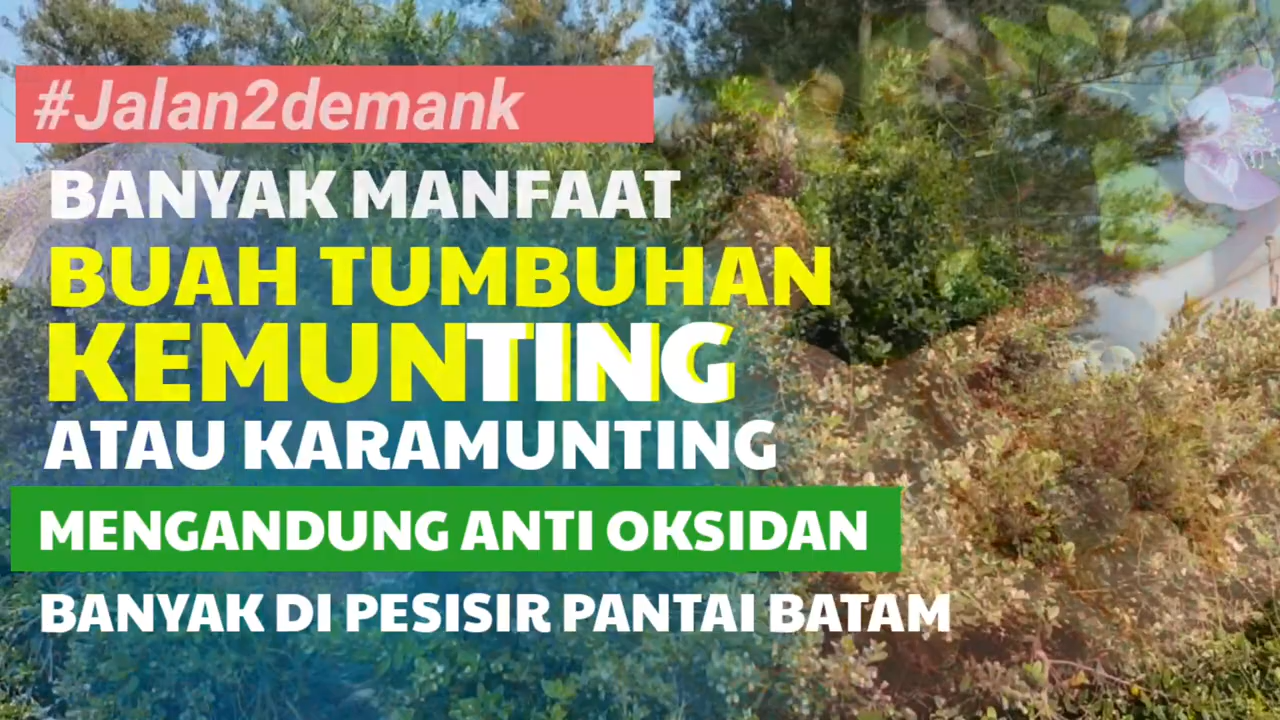 #Jalan2demank
BANYAK MANFAAT
BUAH TUMBUHAN
KEMUNTING
ATAU KARAMUNTING
MENGANDUNG ANTI OKSIDAN
BANYAK DI PESISIR PANTAI BATAM